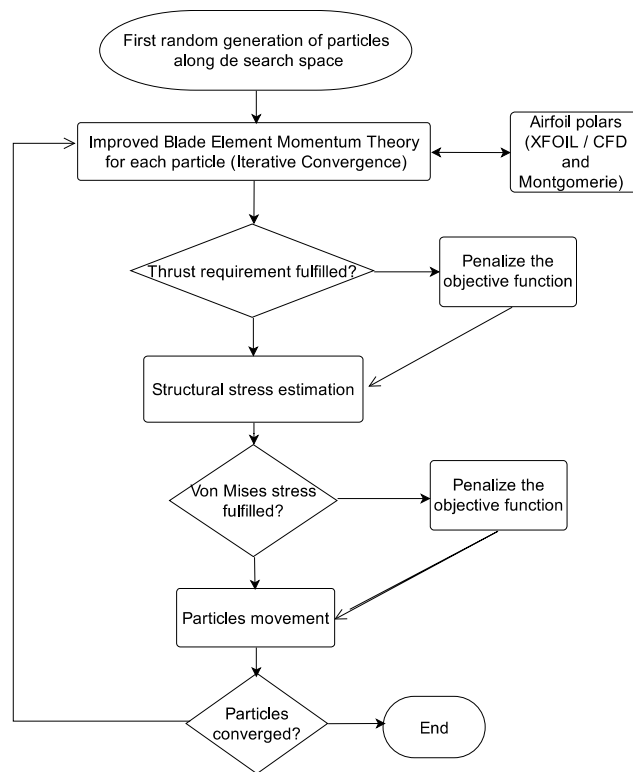 First random generation of particles
along de search space
Improved Blade Element Momentum Theory
for each particle (Iterative Convergence)
Airfoil polars
(XFOIL / CFD
and
Montgomerie)
Thrust requirement fulfilled?
Penalize the
objective function
Structural stress estimation
Von Mises stress
fulfilled?
Penalize the
objective function
Particles movement
Particles
converged?
End